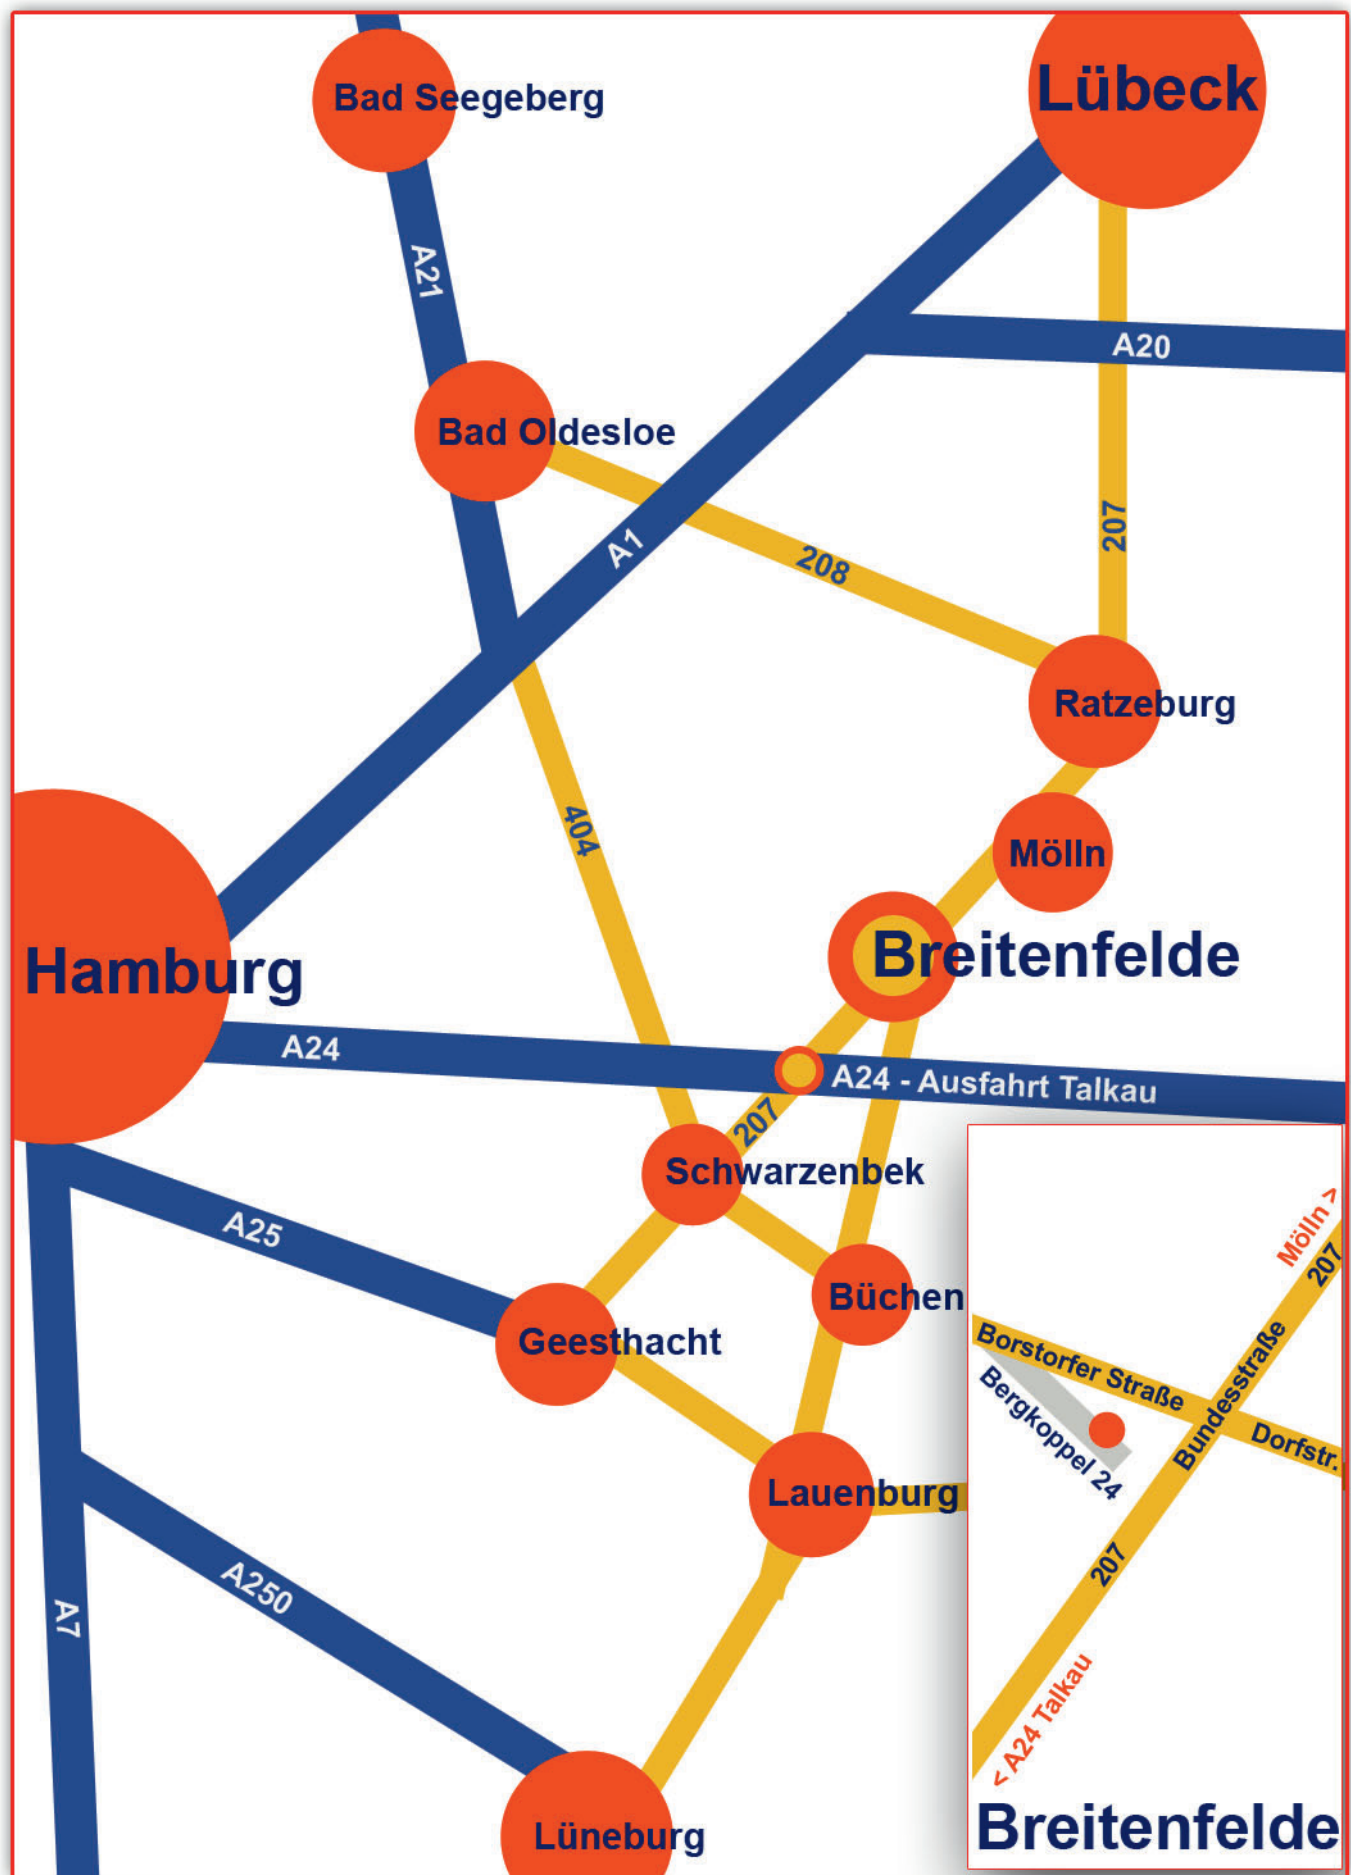 Bad Seegeberg
Lübeck
A21
A20
Bad Oldesloe
207
A1
208
Ratzeburg
404
Mölln
Breitenfelde
Hamburg
A24
A24 - Ausfahrt Talkau
207
Schwarzenbek
A25
Büchen
Geesthacht
Lauenburg
A250
A7
Lüneburg
Mölln >
207
Borstorfer Straße
Bundesstraße
Bergkoppel 24
Dorfstr.
207
< A24 Talkau
Breitenfelde